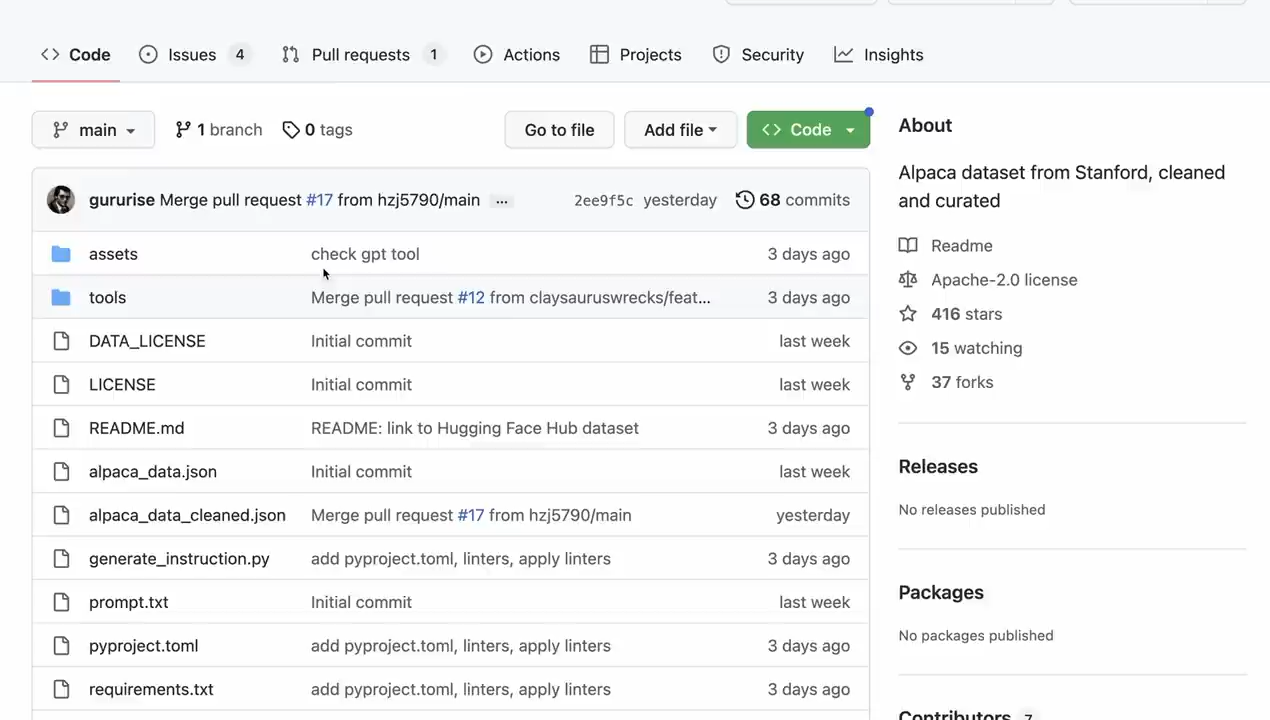 Code Issues 4 Pull requests 1 Actions Projects Security Insights
main 1 branch 0 tags Go to file Add file Code
gururise Merge pull request #17 from hzj5790/main ... 2ee9f5c yesterday 68 commits
assets check gpt tool 3 days ago
tools Merge pull request #12 from claysauruswrecks/feat... 3 days ago
DATA_LICENSE Initial commit last week
LICENSE Initial commit last week
README.md README: link to Hugging Face Hub dataset 3 days ago
alpaca_data.json Initial commit last week
alpaca_data_cleaned.json Merge pull request #17 from hzj5790/main yesterday
generate_instruction.py add pyproject.toml, linters, apply linters 3 days ago
prompt.txt Initial commit last week
pyproject.toml add pyproject.toml, linters, apply linters 3 days ago
requirements.txt add pyproject.toml, linters, apply linters 3 days ago
About
Alpaca dataset from Stanford, cleaned
and curated
Readme
Apache-2.0 license
416 stars
15 watching
37 forks
Releases
No releases published
Packages
No packages published
Contributors 7